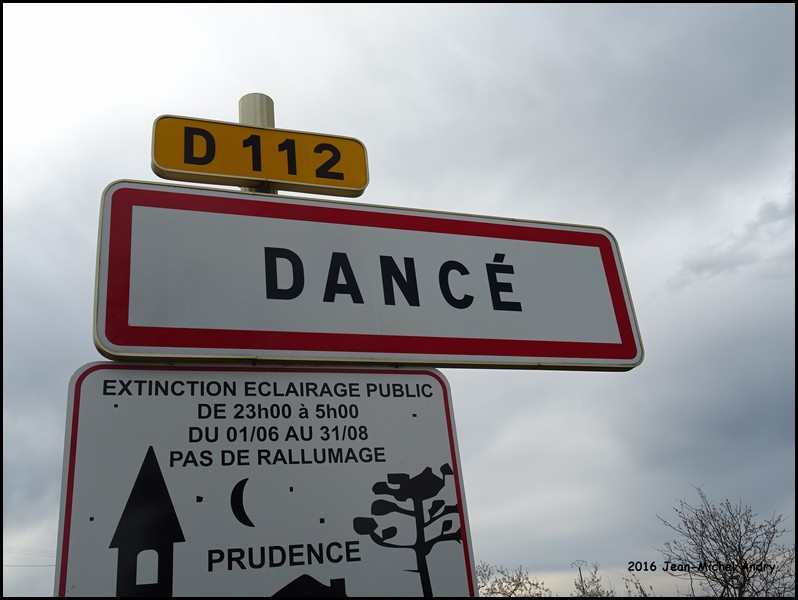 D 112
DANCÉ
EXTINCTION ECLAIRAGE PUBLIC
DE 23h00 à 5h00
DU 01/06 AU 31/08
PAS DE RALLUMAGE
PRUDENCE
2016 Jean-Michel Andry.